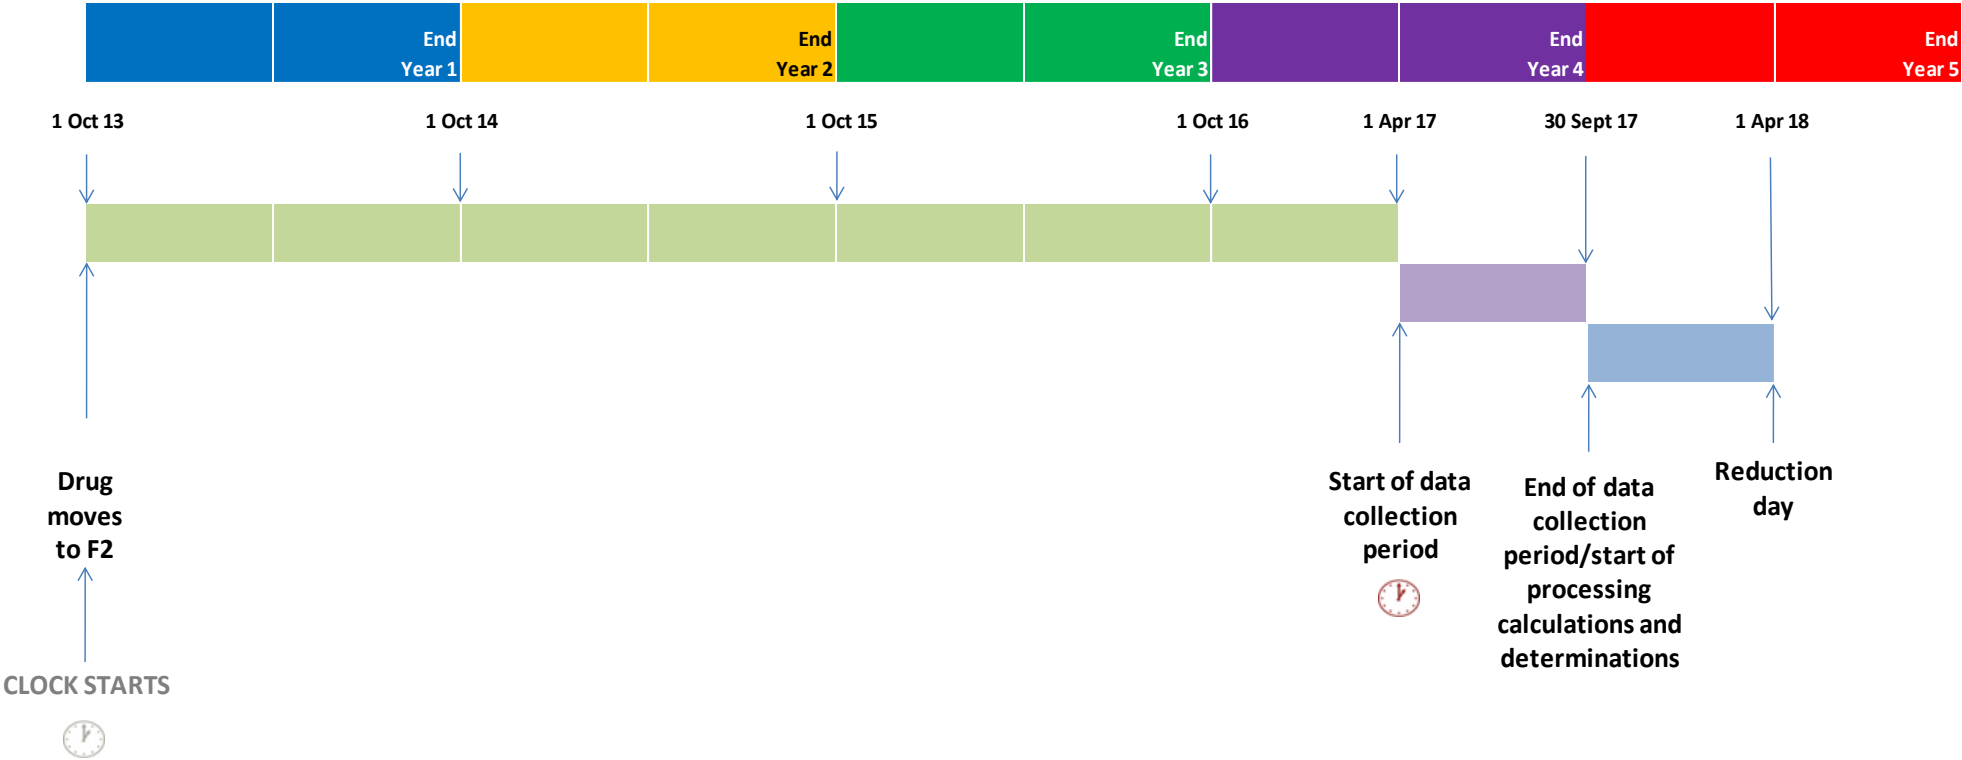 End
Year 1
End
Year 2
End
Year 3
End
Year 4
End
Year 5
1 Oct 13
1 Oct 14
1 Oct 15
1 Oct 16
1 Apr 17
30 Sept 17
1 Apr 18
Drug
moves
to F2
Start of data
collection
period
End of data
collection
period/start of
processing
calculations and
determinations
Reduction
day
CLOCK STARTS